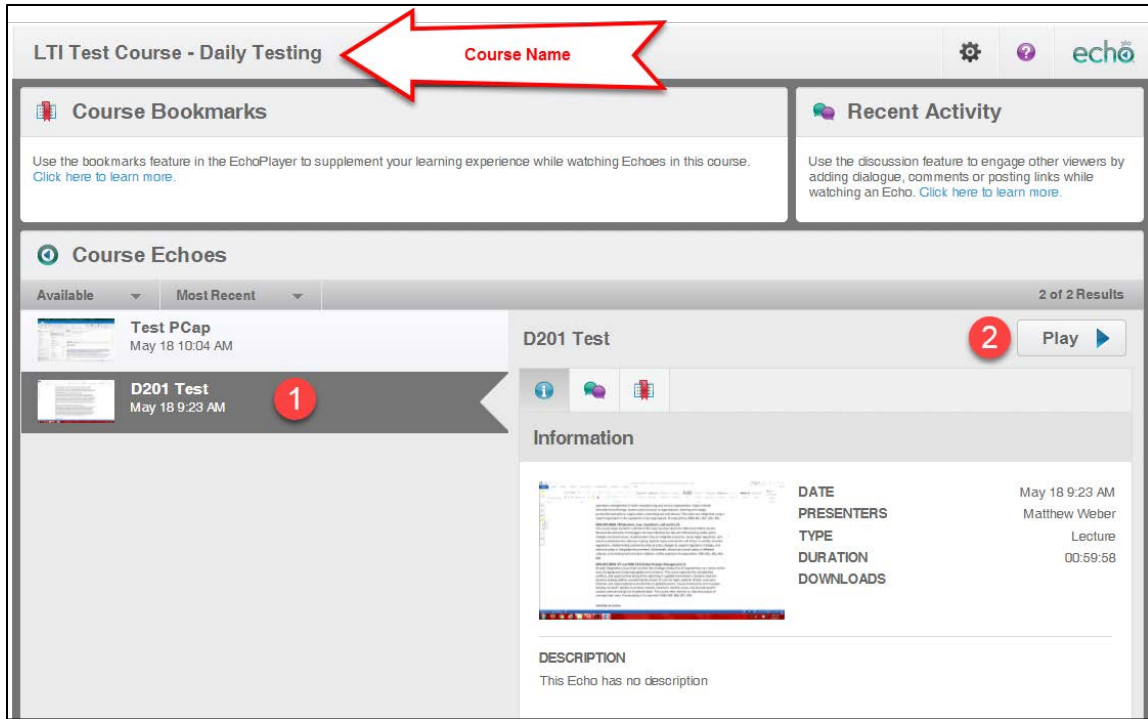 LTI Test Course - Daily Testing
Course Name
echo
Course Bookmarks
Use the bookmarks feature in the EchoPlayer to supplement your learning experience while watching Echoes in this course.
Click here to learn more.
Recent Activity
Use the discussion feature to engage other viewers by
adding dialogue, comments or posting links while
watching an Echo. Click here to learn more.
Course Echoes
Available
Most Recent
2 of 2 Results
Test PCap
May 18 10:04 AM
D201 Test
May 18 9:23 AM
1
D201 Test
2
Play
Information
DATE May 18 9:23 AM
PRESENTERS Matthew Weber
TYPE Lecture
DURATION 00:59:58
DOWNLOADS
DESCRIPTION
This Echo has no description